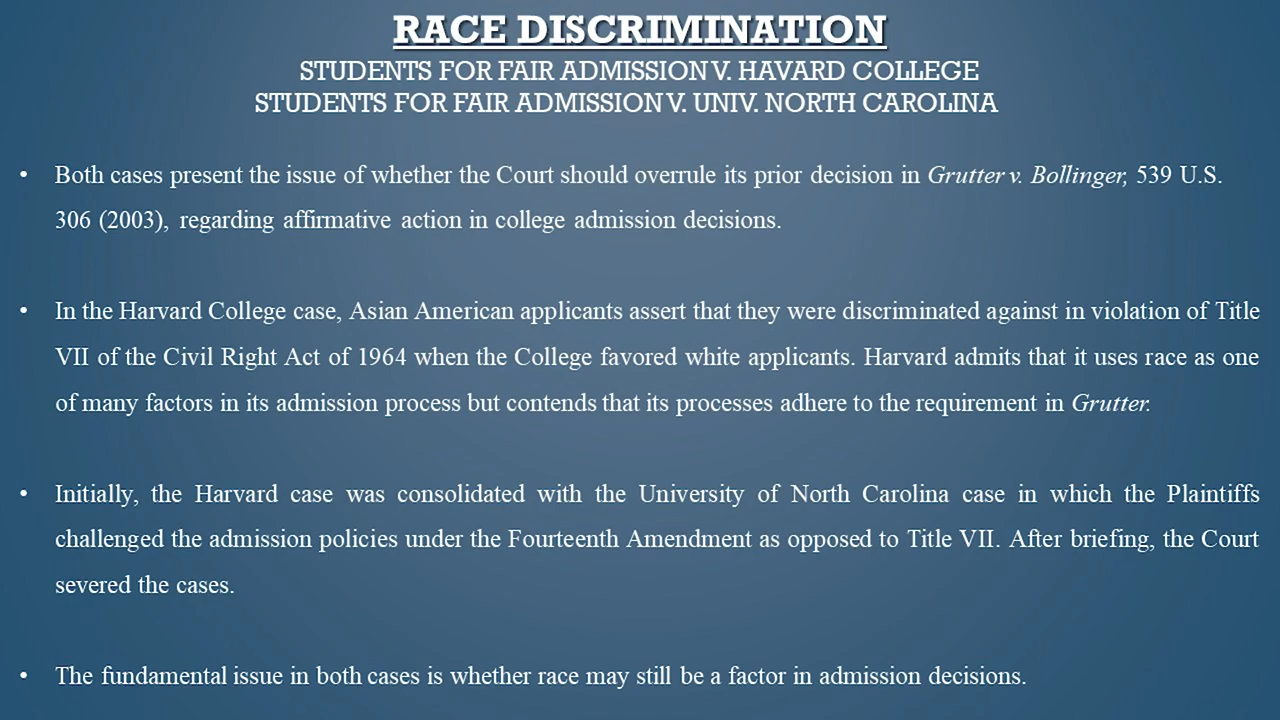 RACE DISCRIMINATION
STUDENTS FOR FAIR ADMISSION V. HAVARD COLLEGE
STUDENTS FOR FAIR ADMISSION V. UNIV. NORTH CAROLINA
• Both cases present the issue of whether the Court should overrule its prior decision in Grutter v. Bollinger, 539 U.S.
306 (2003), regarding affirmative action in college admission decisions.
• In the Harvard College case, Asian American applicants assert that they were discriminated against in violation of Title
VII of the Civil Right Act of 1964 when the College favored white applicants. Harvard admits that it uses race as one
of many factors in its admission process but contends that its processes adhere to the requirement in Grutter.
• Initially, the Harvard case was consolidated with the University of North Carolina case in which the Plaintiffs
challenged the admission policies under the Fourteenth Amendment as opposed to Title VII. After briefing, the Court
severed the cases.
• The fundamental issue in both cases is whether race may still be a factor in admission decisions.